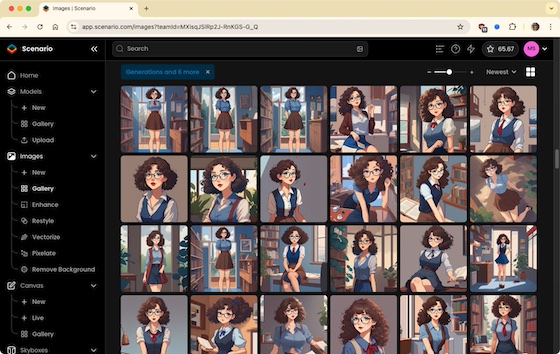 Images | Scenario
app.scenario.com/images?teamId=MXisqJSlRp2J-RnKGS-G_Q
Scenario
Search
65.67
MS
Generations and 6 more
Newest
Home
Models
New
Gallery
Upload
Images
New
Gallery
Enhance
Restyle
Vectorize
Pixelate
Remove Background
Canvas
New
Live
Gallery
Skyboxes